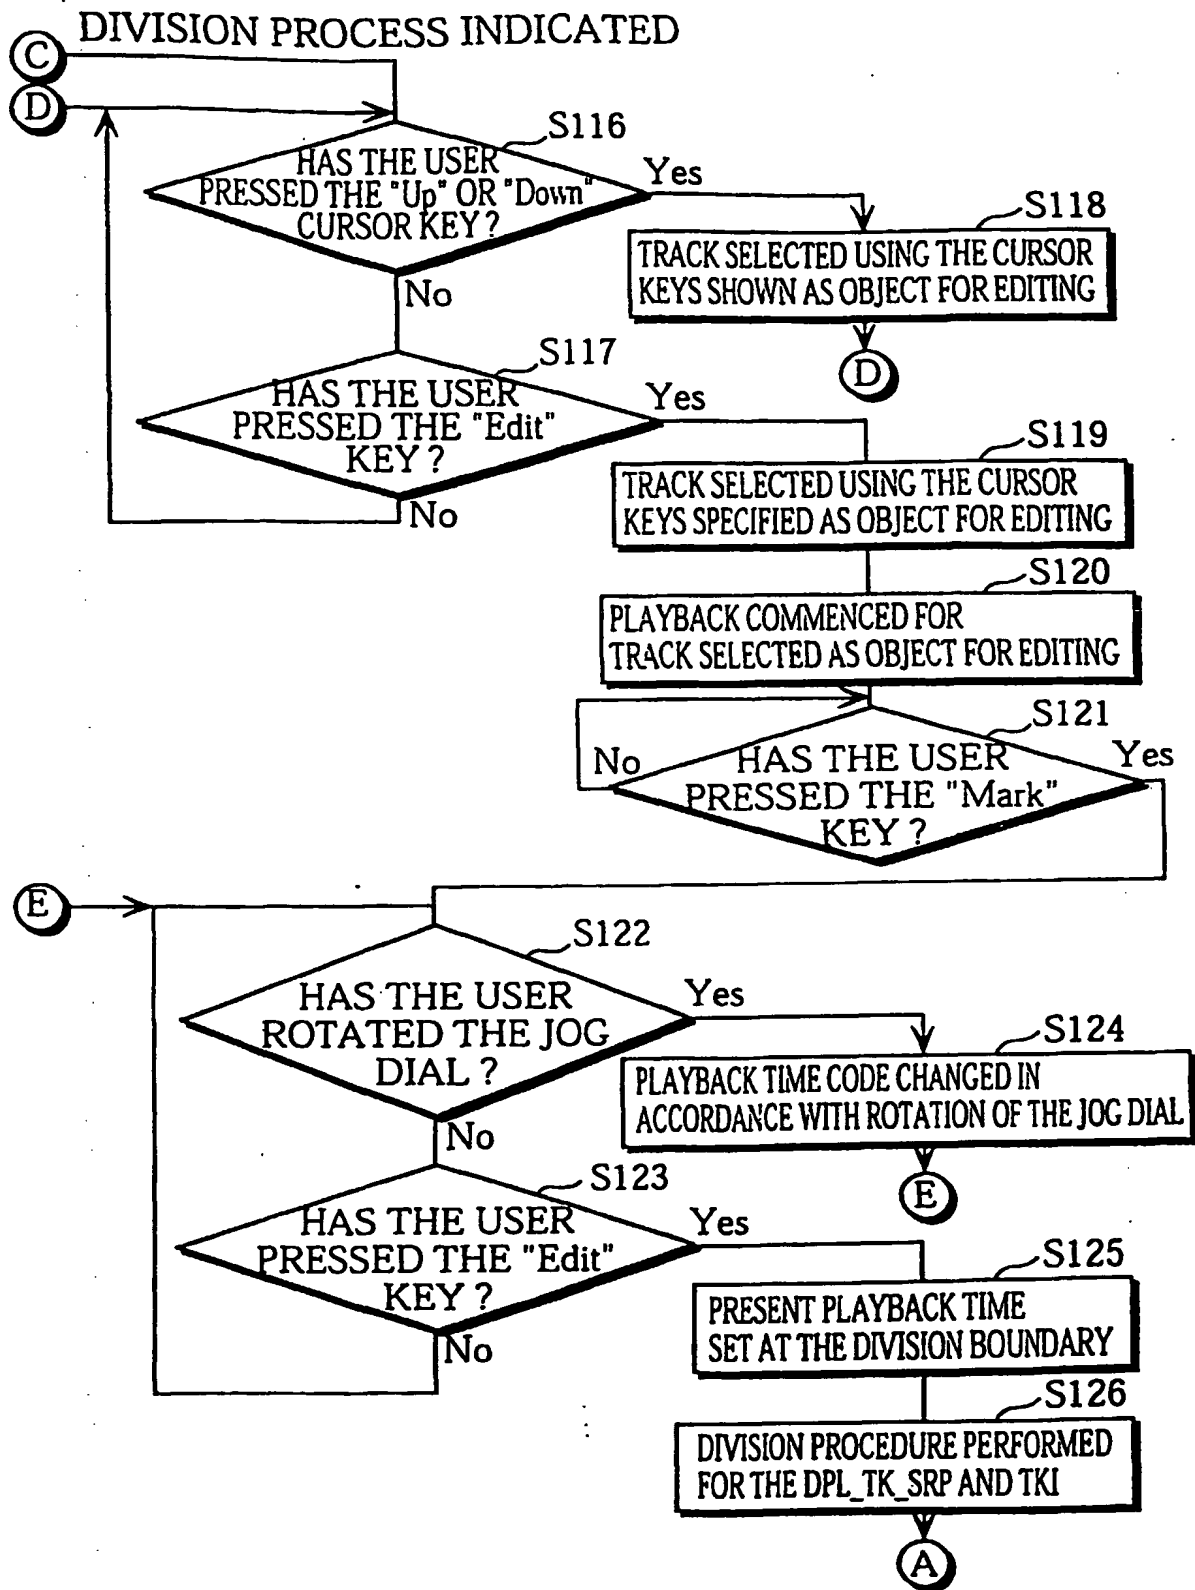 DIVISION PROCESS INDICATED
C
D
S116
HAS THE USER
PRESSED THE "Up" OR "Down"
CURSOR KEY ?
Yes
No
S118
TRACK SELECTED USING THE CURSOR
KEYS SHOWN AS OBJECT FOR EDITING
D
S117
HAS THE USER
PRESSED THE "Edit"
KEY ?
Yes
No
S119
TRACK SELECTED USING THE CURSOR
KEYS SPECIFIED AS OBJECT FOR EDITING
S120
PLAYBACK COMMENCED FOR
TRACK SELECTED AS OBJECT FOR EDITING
S121
HAS THE USER
PRESSED THE "Mark"
KEY ?
No
Yes
E
S122
HAS THE USER
ROTATED THE JOG
DIAL ?
Yes
No
S124
PLAYBACK TIME CODE CHANGED IN
ACCORDANCE WITH ROTATION OF THE JOG DIAL
E
S123
HAS THE USER
PRESSED THE "Edit"
KEY ?
Yes
No
S125
PRESENT PLAYBACK TIME
SET AT THE DIVISION BOUNDARY
S126
DIVISION PROCEDURE PERFORMED
FOR THE DPL_TK_SRP AND TKI
A